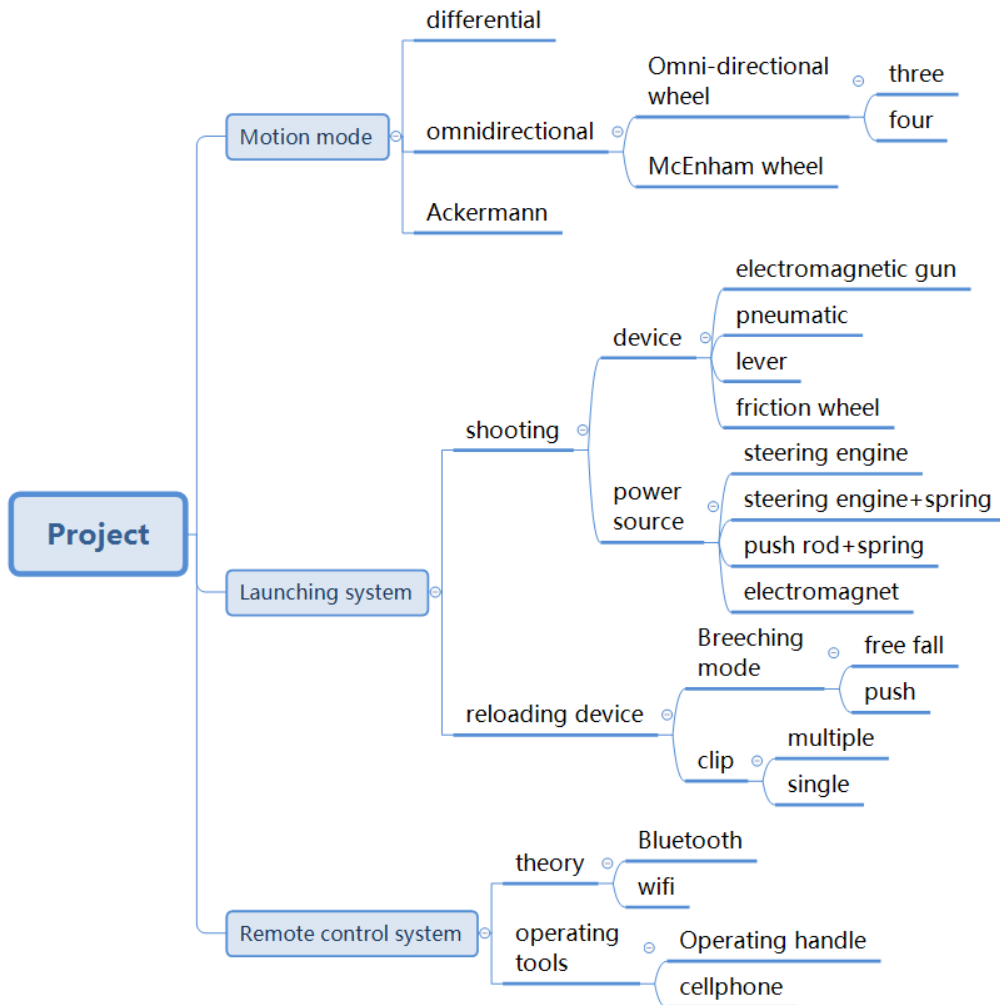 Project
Motion mode
differential
omnidirectional
Omni-directional
wheel
three
four
McEnham wheel
Ackermann
Launching system
shooting
device
electromagnetic gun
pneumatic
lever
friction wheel
power
source
steering engine
steering engine+spring
push rod+spring
electromagnet
reloading device
Breeching
mode
free fall
push
clip
multiple
single
Remote control system
theory
Bluetooth
wifi
operating
tools
Operating handle
cellphone